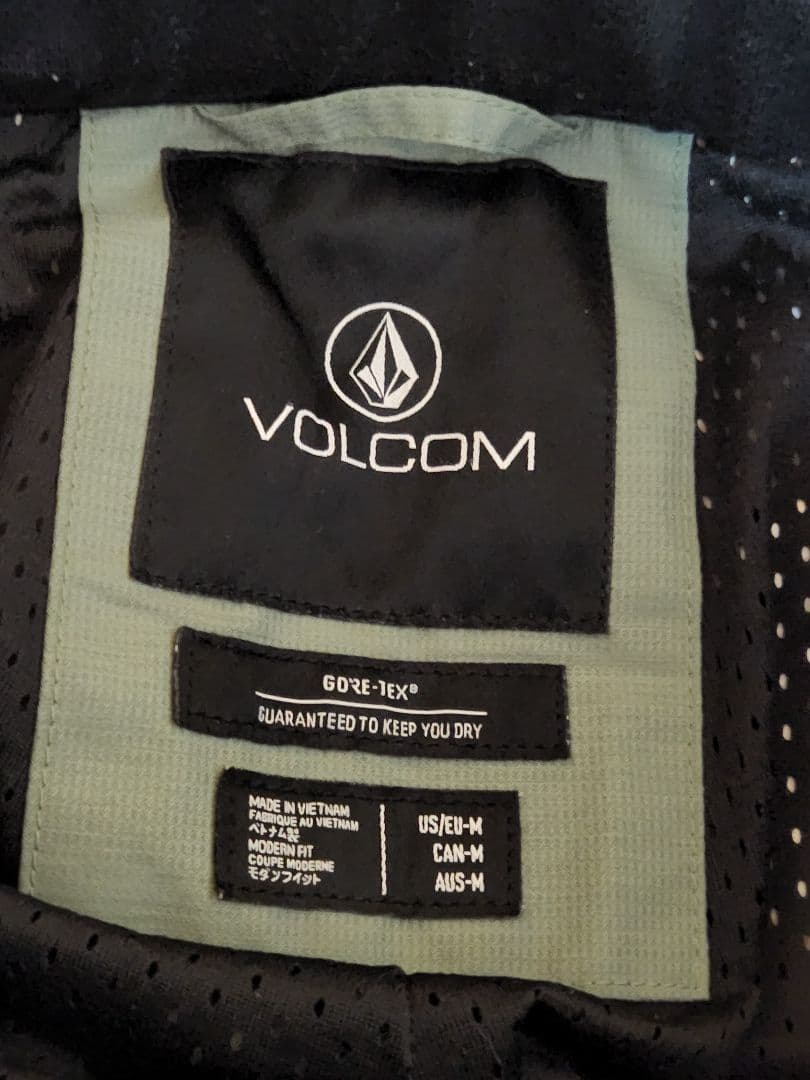 VOLCOM
GORE-TEX®
GUARANTEED TO KEEP YOU DRY
MADE IN VIETNAM
FABRIQUE AU VIETNAM
ベトナム製
MODERN FIT
COUPE MODERNE
モダンフィット
US/EU-M
CAN-M
AUS-M